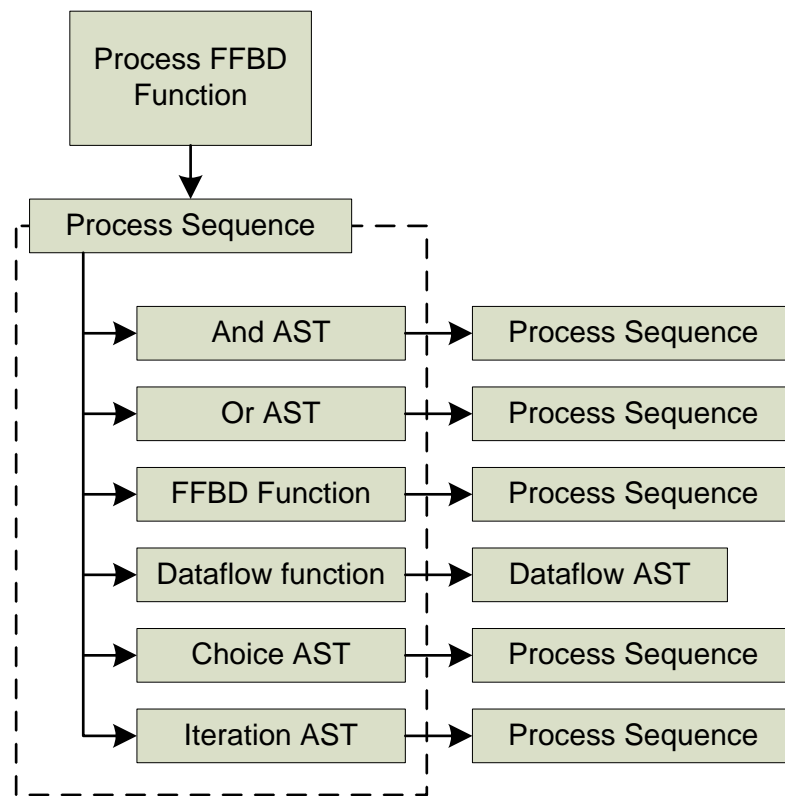 Process FFBD
Function
Process Sequence
And AST
Process Sequence
Or AST
Process Sequence
FFBD Function
Process Sequence
Dataflow function
Dataflow AST
Choice AST
Process Sequence
Iteration AST
Process Sequence